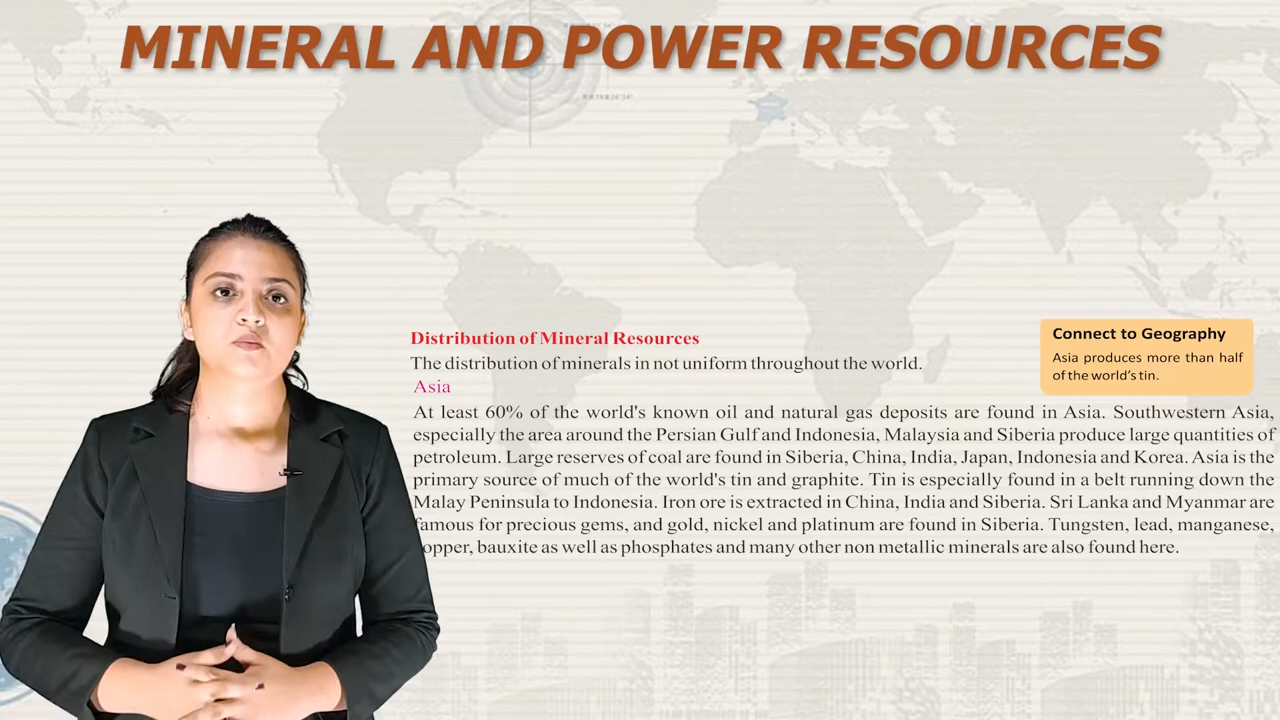 MINERAL AND POWER RESOURCES
Distribution of Mineral Resources
The distribution of minerals in not uniform throughout the world.
Connect to Geography
Asia produces more than half
of the world's tin.
Asia
At least 60% of the world's known oil and natural gas deposits are found in Asia. Southwestern Asia,
especially the area around the Persian Gulf and Indonesia, Malaysia and Siberia produce large quantities of
petroleum. Large reserves of coal are found in Siberia, China, India, Japan, Indonesia and Korea. Asia is the
primary source of much of the world's tin and graphite. Tin is especially found in a belt running down the
Malay Peninsula to Indonesia. Iron ore is extracted in China, India and Siberia. Sri Lanka and Myanmar are
famous for precious gems, and gold, nickel and platinum are found in Siberia. Tungsten, lead, manganese,
opper, bauxite as well as phosphates and many other non metallic minerals are also found here.